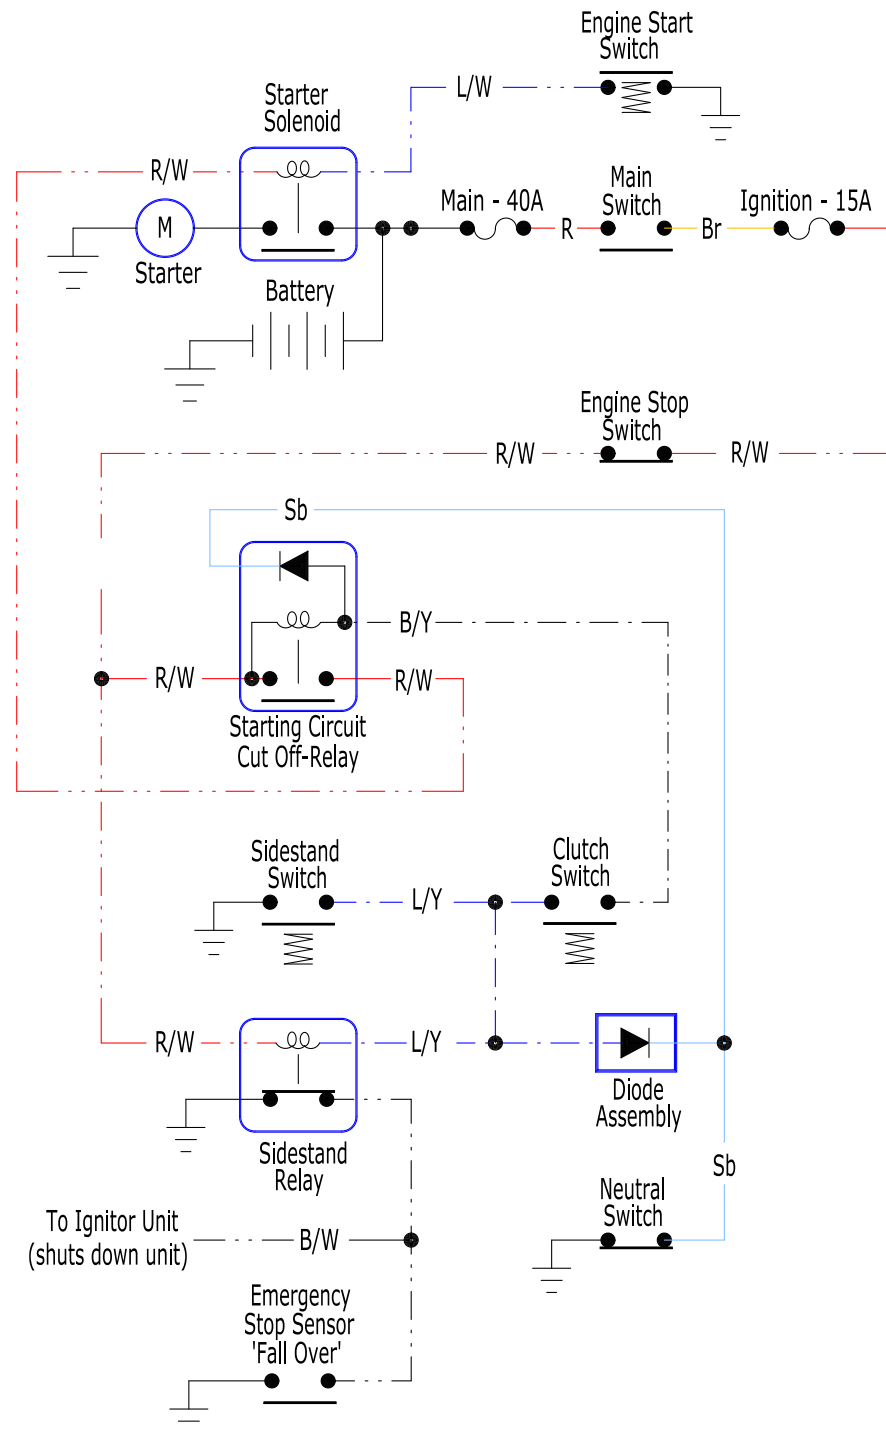 Engine Start
Switch
L/W
Starter
Solenoid
R/W
Main - 40A
Main
Switch
Ignition - 15A
M
R
Br
Starter
Battery
Engine Stop
Switch
R/W
R/W
Sb
B/Y
R/W
R/W
Starting Circuit
Cut Off-Relay
Sidestand
Switch
Clutch
Switch
L/Y
R/W
L/Y
Diode
Assembly
Sidestand
Relay
Sb
Neutral
Switch
To Ignitor Unit
(shuts down unit)
B/W
Emergency
Stop Sensor
'Fall Over'